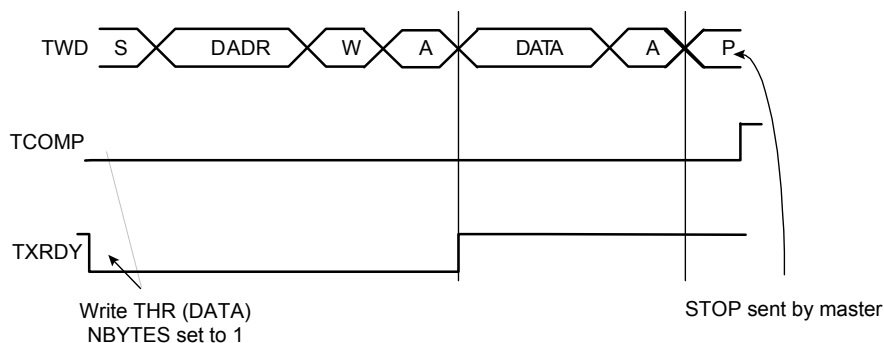 TWD S DADR W A DATA A P
TCOMP
TXRDY
Write THR (DATA)
NBYTES set to 1
STOP sent by master